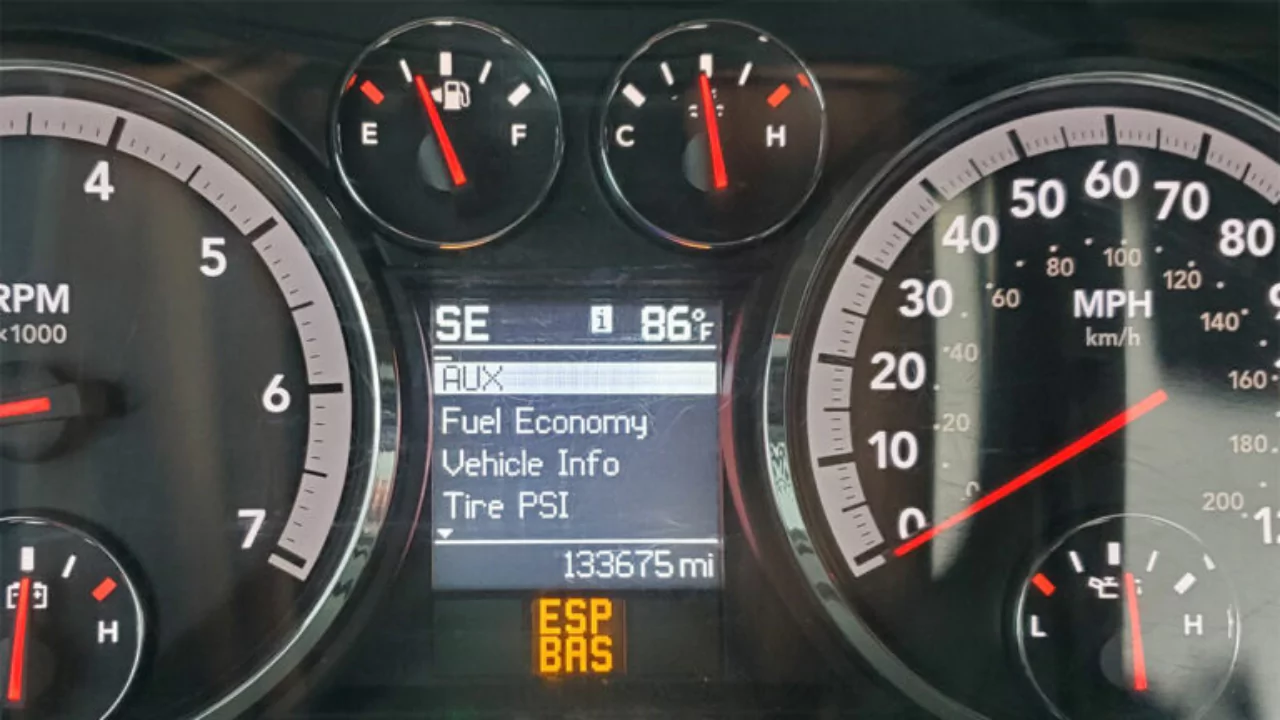 E F
C H
4
5
6
7
RPM
×1000
H
SE i 86°F
AUX
Fuel Economy
Vehicle Info
Tire PSI
133675 mi
ESP
BAS
0
10
20
30
40
50
60
70
80
MPH
km/h
0
20
40
60
80
100
120
140
160
180
200
L H